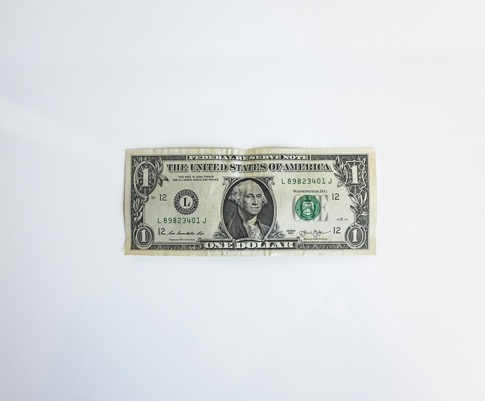 FEDERAL RESERVE NOTE
THE UNITED STATES OF AMERICA
1
1
L 89823401 J
WASHINGTON, D.C.
12
12
L
L 89823401 J
12
12
1
1
ONE DOLLAR